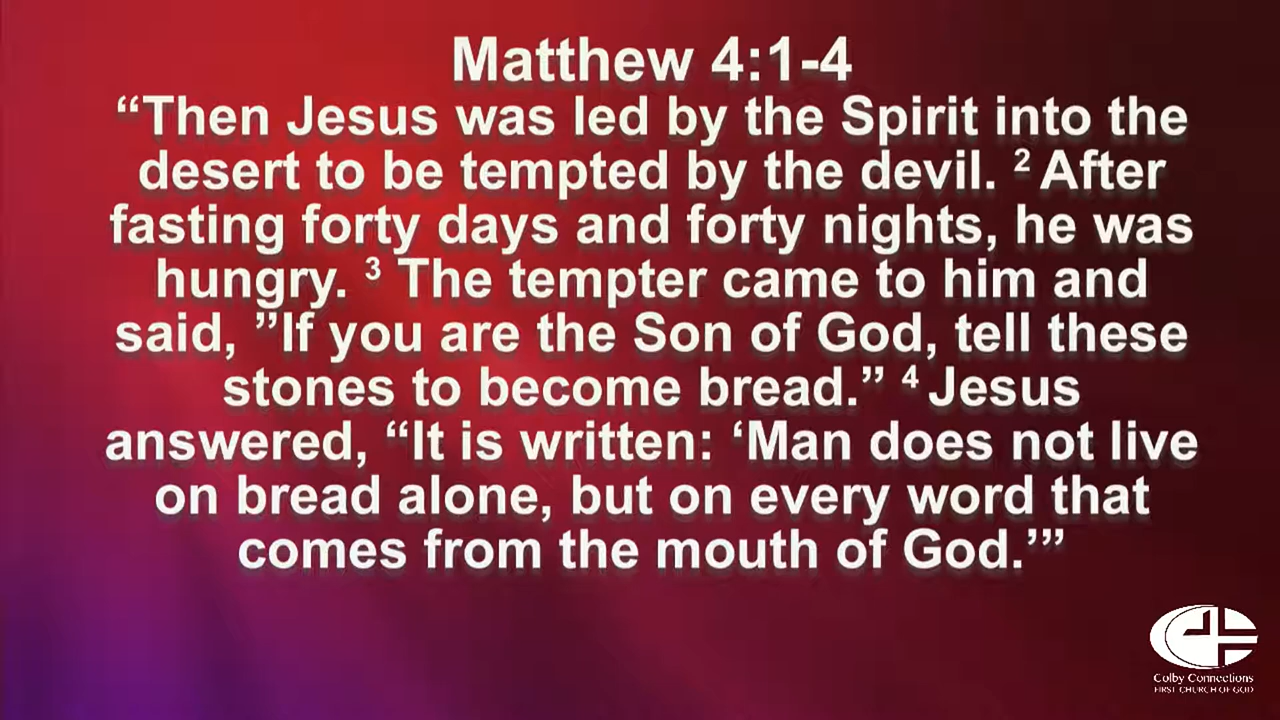 Matthew 4:1-4
“Then Jesus was led by the Spirit into the
desert to be tempted by the devil. ² After
fasting forty days and forty nights, he was
hungry. ³ The tempter came to him and
said, ”If you are the Son of God, tell these
stones to become bread.” ⁴ Jesus
answered, “It is written: ‘Man does not live
on bread alone, but on every word that
comes from the mouth of God.’”
Colby Connections
FIRST CHURCH OF GOD